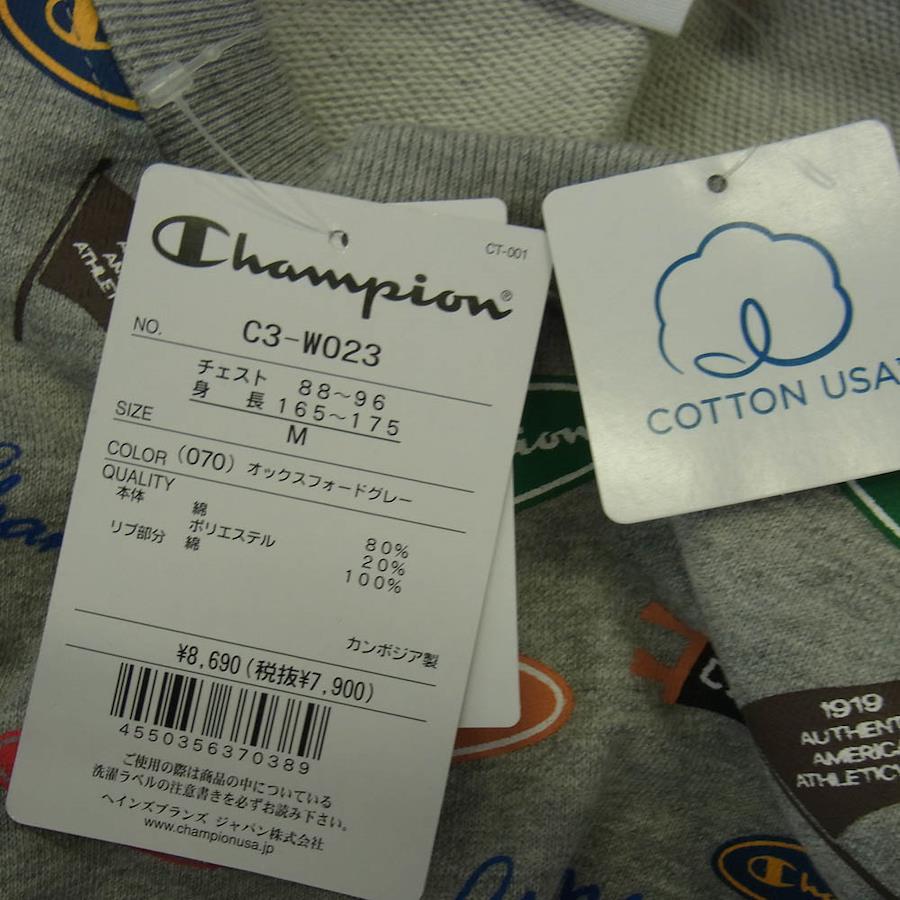 Champion®
CT-001
NO. C3-W023
チェスト 88～96
身長 165～175
SIZE M
COLOR (070) オックスフォードグレー
QUALITY
本体 綿 80%
ポリエステル 20%
リブ部分 綿 100%
カンボジア製
¥8,690(税抜¥7,900)
4550356370389
ご使用の際は商品の中についている
洗濯ラベルの注意書きを必ずお読み下さい。
ヘインズブランズ ジャパン株式会社
www.championusa.jp
COTTON USA
1919
AUTHENT
AMERICA
ATHLETIC